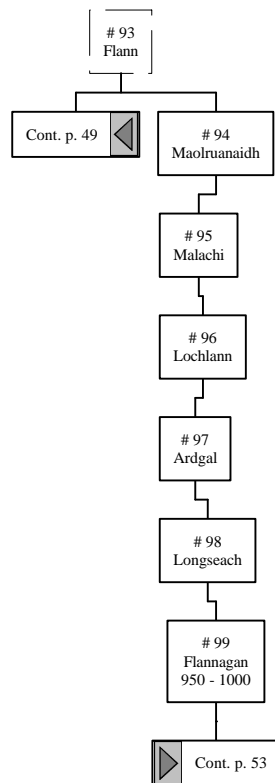 # 93
Flann
Cont. p. 49
# 94
Maolruanaidh
# 95
Malachi
# 96
Lochlann
# 97
Ardgal
# 98
Longseach
# 99
Flannagan
950 - 1000
Cont. p. 53